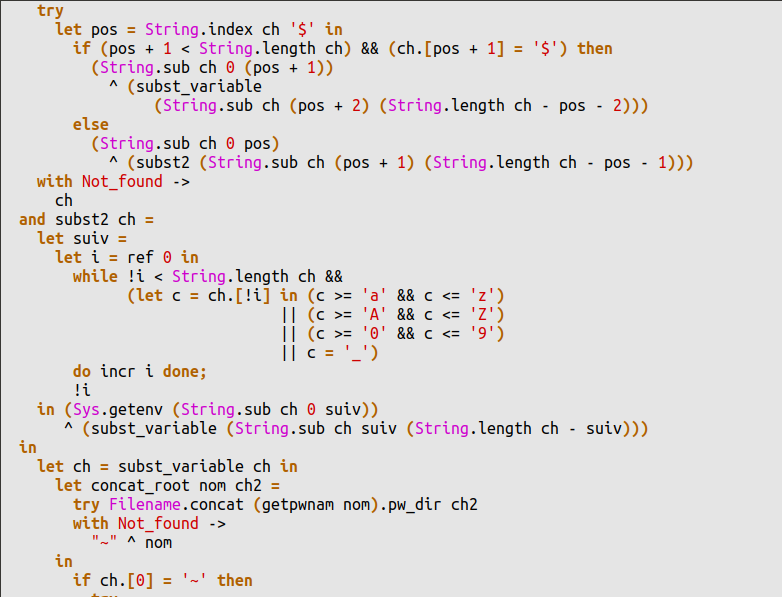 try
let pos = String.index ch '$' in
if (pos + 1 < String.length ch) && (ch.[pos + 1] = '$') then
(String.sub ch 0 (pos + 1))
^ (subst_variable
(String.sub ch (pos + 2) (String.length ch - pos - 2)))
else
(String.sub ch 0 pos)
^ (subst2 (String.sub ch (pos + 1) (String.length ch - pos - 1)))
with Not_found ->
ch
and subst2 ch =
let suiv =
let i = ref 0 in
while !i < String.length ch &&
(let c = ch.[!i] in (c >= 'a' && c <= 'z')
|| (c >= 'A' && c <= 'Z')
|| (c >= '0' && c <= '9')
|| c = '_')
do incr i done;
!i
in (Sys.getenv (String.sub ch 0 suiv))
^ (subst_variable (String.sub ch suiv (String.length ch - suiv)))
in
let ch = subst_variable ch in
let concat_root nom ch2 =
try Filename.concat (getpwnam nom).pw_dir ch2
with Not_found ->
"~" ^ nom
in
if ch.[0] = '~' then
try